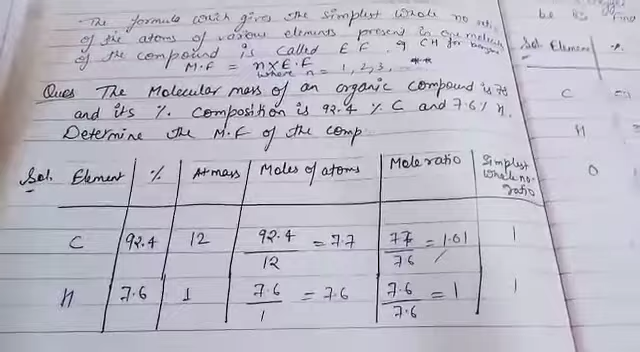 The formula which gives the simplest whole no ratio
of the atoms of various elements present in one molecule
of the compound is called E F. eg CH for benzene
M.F = n×E.F
where n = 1, 2, 3, ...
Ques The Molecular mass of an organic compound is 78
and its %. composition is 92.4 % C and 7.6% H.
Determine the M.F of the comp.
Sol. Element % At mass Moles of atoms Mole ratio Simplest whole no. ratio
C 92.4 12 92.4/12 = 7.7 7.7/7.6 = 1.01 1
H 7.6 1 7.6/1 = 7.6 7.6/7.6 = 1 1
be
Sol. Element %
C
H
O